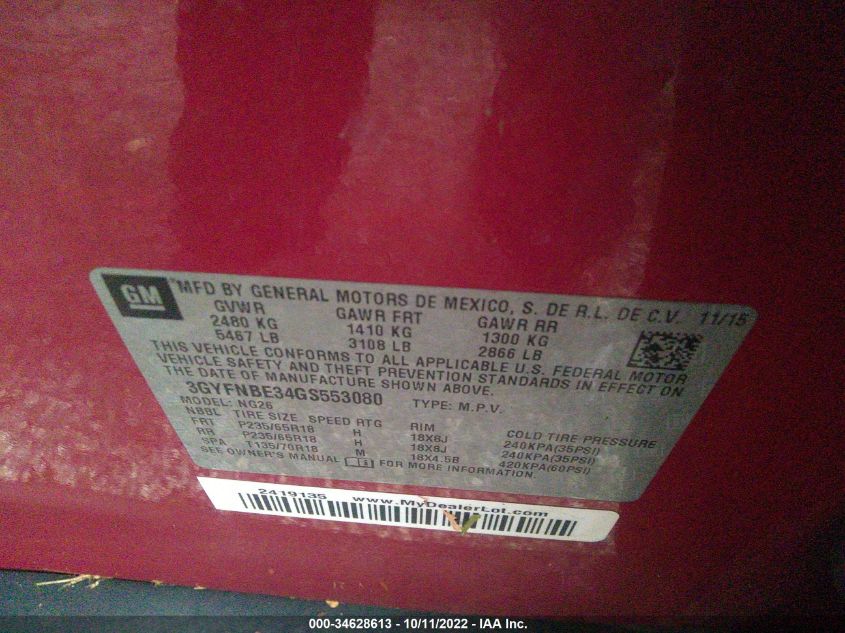 GM
*MFD BY GENERAL MOTORS DE MEXICO, S. DE R.L. DE C.V. 11/15
GVWR GAWR FRT GAWR RR
2480 KG 1410 KG 1300 KG
5467 LB 3108 LB 2866 LB
THIS VEHICLE CONFORMS TO ALL APPLICABLE U.S. FEDERAL MOTOR
VEHICLE SAFETY AND THEFT PREVENTION STANDARDS IN EFFECT ON
THE DATE OF MANUFACTURE SHOWN ABOVE.
3GYFNBE34GS553080 TYPE: M.P.V.
MODEL: NG26
NBBL TIRE SIZE SPEED RTG RIM COLD TIRE PRESSURE
FRT P235/65R18 H 18X8J 240KPA(35PSI)
RR P235/65R18 H 18X8J 240KPA(35PSI)
SPA T135/70R18 M 18X4.5B 420KPA(60PSI)
SEE OWNER'S MANUAL FOR MORE INFORMATION.
2419135 www.MyDealerLot.com
000-34628613 - 10/11/2022 - IAA Inc.